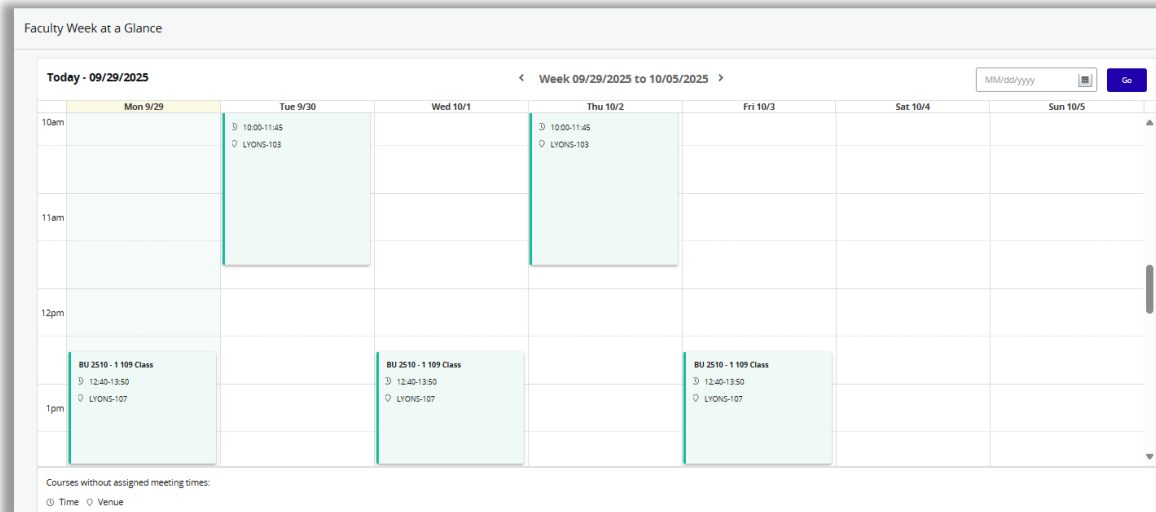 Faculty Week at a Glance
Today - 09/29/2025
Week 09/29/2025 to 10/05/2025
MM/dd/yyyy
Go
Mon 9/29 Tue 9/30 Wed 10/1 Thu 10/2 Fri 10/3 Sat 10/4 Sun 10/5
10am
10:00-11:45 10:00-11:45
LYONS-103 LYONS-103
11am
12pm
BU 2510 - 1 109 Class BU 2510 - 1 109 Class BU 2510 - 1 109 Class
12:40-13:50 12:40-13:50 12:40-13:50
LYONS-107 LYONS-107 LYONS-107
1pm
Courses without assigned meeting times:
Time Venue